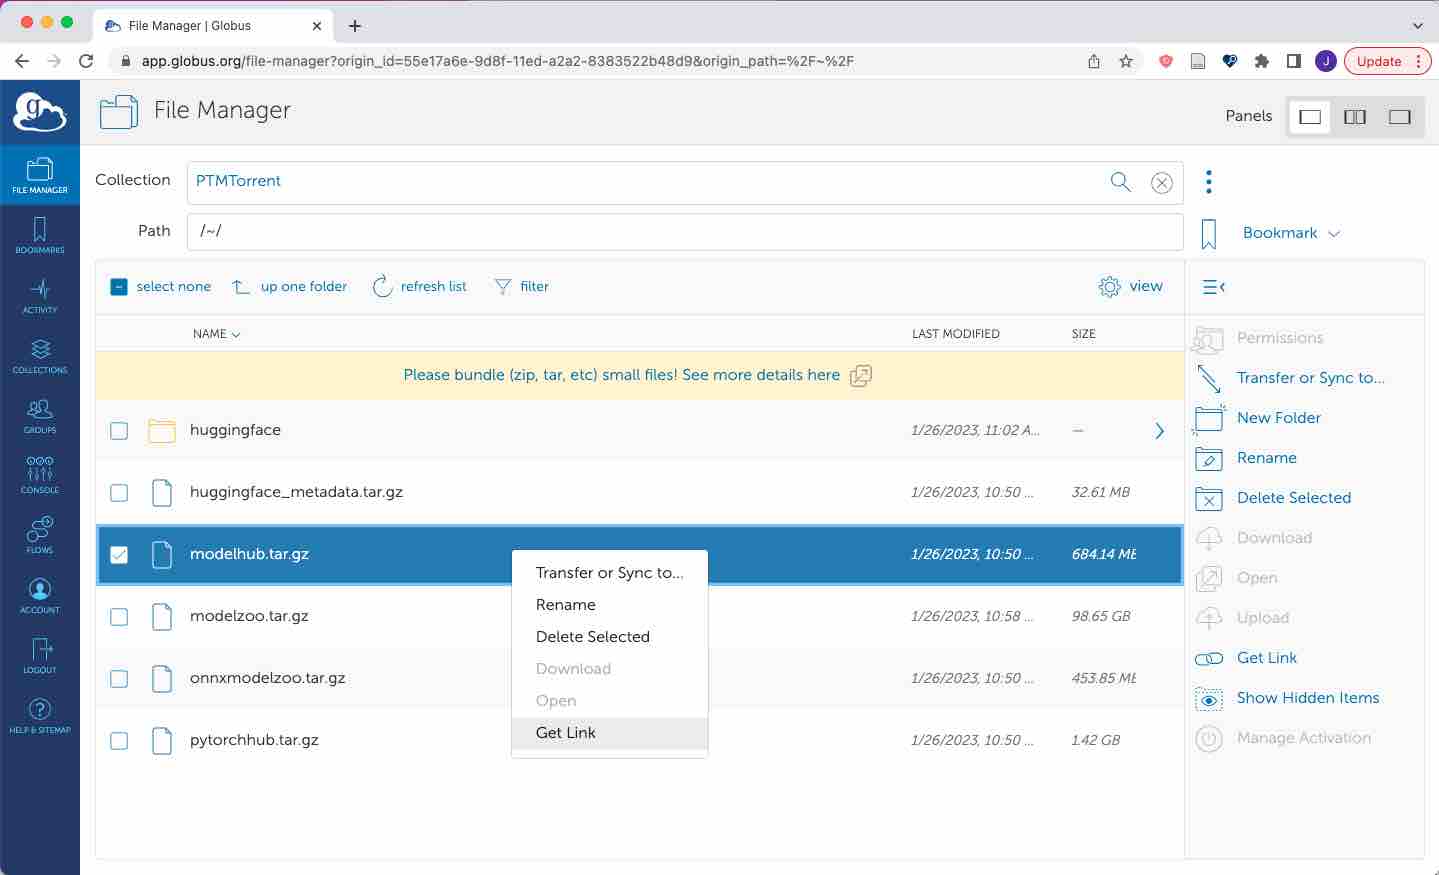 File Manager | Globus
app.globus.org/file-manager?origin_id=55e17a6e-9d8f-11ed-a2a2-8383522b48d9&origin_path=%2F~%2F
J
Update
g
File Manager
Panels
FILE MANAGER
BOOKMARKS
ACTIVITY
COLLECTIONS
GROUPS
CONSOLE
FLOWS
ACCOUNT
LOGOUT
HELP & SITEMAP
Collection PTMTorrent
Path /~/
Bookmark
select none up one folder refresh list filter view
NAME LAST MODIFIED SIZE
Please bundle (zip, tar, etc) small files! See more details here
huggingface 1/26/2023, 11:02 A... —
huggingface_metadata.tar.gz 1/26/2023, 10:50 ... 32.61 MB
modelhub.tar.gz 1/26/2023, 10:50 ... 684.14 ME
modelzoo.tar.gz 1/26/2023, 10:58 ... 98.65 GB
onnxmodelzoo.tar.gz 1/26/2023, 10:50 ... 453.85 ME
pytorchhub.tar.gz 1/26/2023, 10:50 ... 1.42 GB
Transfer or Sync to...
Rename
Delete Selected
Download
Open
Get Link
Permissions
Transfer or Sync to...
New Folder
Rename
Delete Selected
Download
Open
Upload
Get Link
Show Hidden Items
Manage Activation